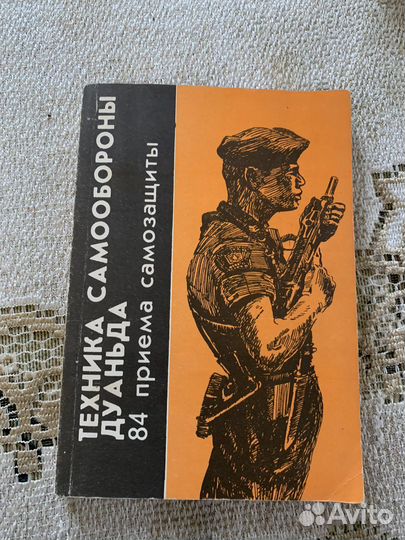 ТЕХНИКА САМООБОРОНЫ
ДУАНЬДА
84 приема самозащиты
Avito